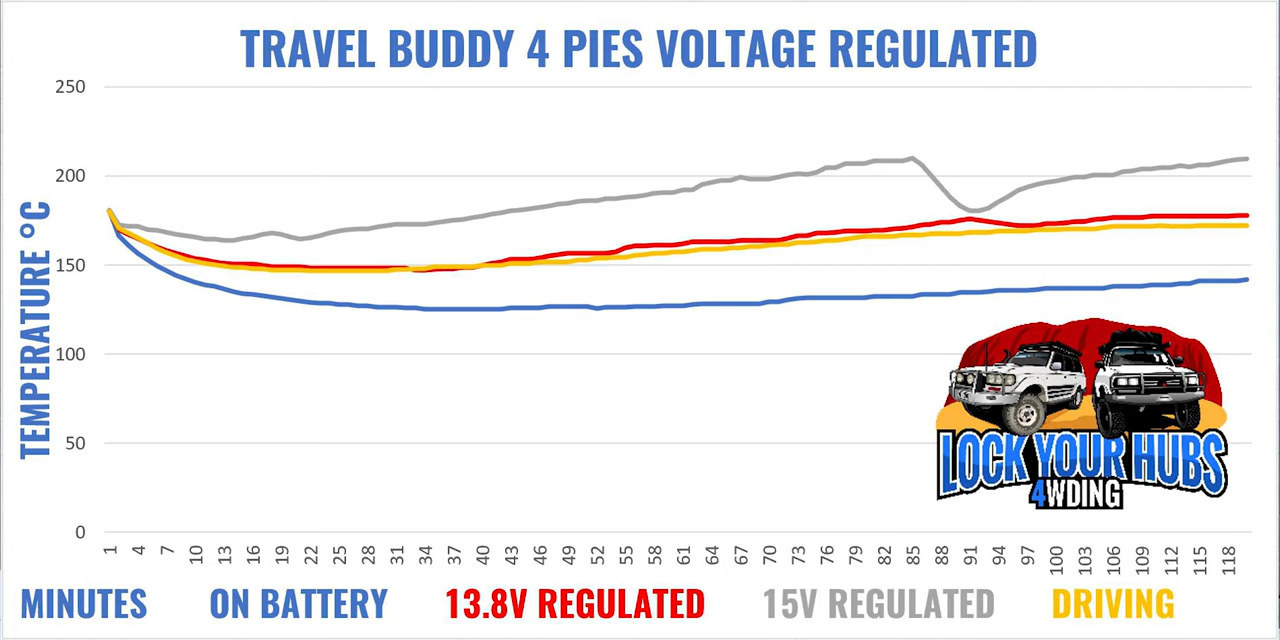 TRAVEL BUDDY 4 PIES VOLTAGE REGULATED
250
200
150
100
50
0
TEMPERATURE °C
1 4 7 10 13 16 19 22 25 28 31 34 37 40 43 46 49 52 55 58 61 64 67 70 73 76 79 82 85 88 91 94 97 100 103 106 109 112 115 118
LOCK YOUR HUBS
4WDING
MINUTES ON BATTERY 13.8V REGULATED 15V REGULATED DRIVING